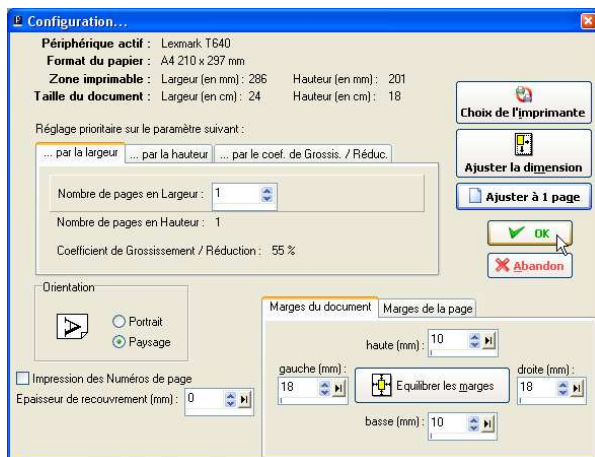 Configuration...
Périphérique actif : Lexmark T640
Format du papier : A4 210 x 297 mm
Zone imprimable : Largeur (en mm) : 286 Hauteur (en mm) : 201
Taille du document : Largeur (en cm) : 24 Hauteur (en cm) : 18
Choix de l'imprimante
Réglage prioritaire sur le paramètre suivant :
... par la largeur ... par la hauteur ... par le coef. de Grossis. / Réduc.
Ajuster la dimension
Nombre de pages en Largeur : 1
Ajuster à 1 page
Nombre de pages en Hauteur : 1
OK
Coefficient de Grossissement / Réduction : 55 %
Abandon
Orientation
A
Portrait
Paysage
Marges du document Marges de la page
haute (mm) : 10
gauche (mm) : droite (mm) :
18 Equilibrer les marges 18
basse (mm) : 10
Impression des Numéros de page
Epaisseur de recouvrement (mm) : 0